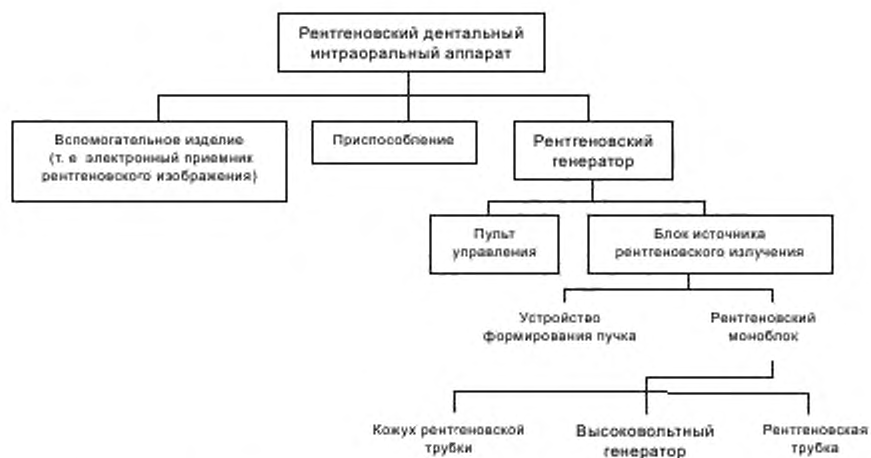 Рентгеновский дентальный
интраоральный аппарат
Вспомогательное изделие
(т. е электронный приемник
рентгеновского изображения)
Приспособление
Рентгеновский
генератор
Пульт
управления
Блок источника
рентгеновского излучения
Устройство
формирования пучка
Рентгеновский
моноблок
Кожух рентгеновской
трубки
Высоковольтный
генератор
Рентгеновская
трубка